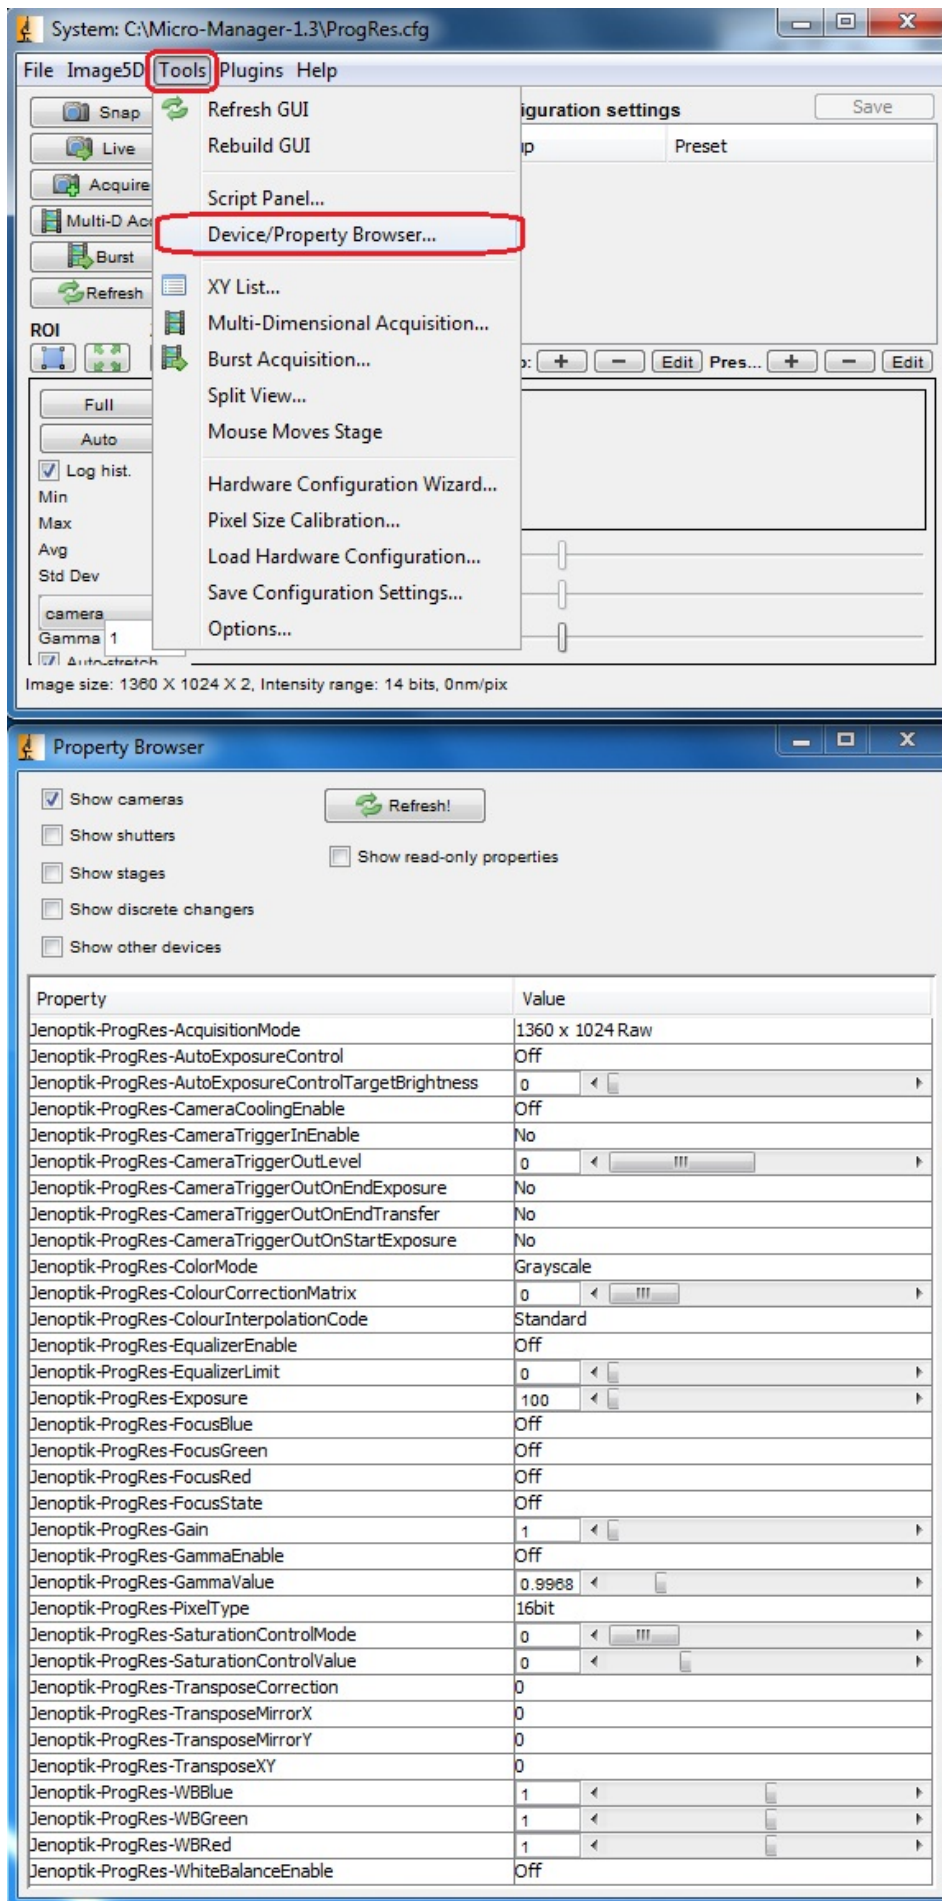 System: C:\Micro-Manager-1.3\ProgRes.cfg
File Image5D Tools Plugins Help
Snap
Live
Acquire
Multi-D Acq
Burst
Refresh
ROI
Refresh GUI
Rebuild GUI
Script Panel...
Device/Property Browser...
XY List...
Multi-Dimensional Acquisition...
Burst Acquisition...
Split View...
Mouse Moves Stage
Hardware Configuration Wizard...
Pixel Size Calibration...
Load Hardware Configuration...
Save Configuration Settings...
Options...
iguration settings Save
up Preset
p: + − Edit Pres... + − Edit
Full
Auto
Log hist.
Min
Max
Avg
Std Dev
camera
Gamma 1
Auto-stretch
Image size: 1360 X 1024 X 2, Intensity range: 14 bits, 0nm/pix
Property Browser
Show cameras
Show shutters
Show stages
Show discrete changers
Show other devices
Refresh!
Show read-only properties
Property Value
Jenoptik-ProgRes-AcquisitionMode 1360 x 1024 Raw
Jenoptik-ProgRes-AutoExposureControl Off
Jenoptik-ProgRes-AutoExposureControlTargetBrightness 0
Jenoptik-ProgRes-CameraCoolingEnable Off
Jenoptik-ProgRes-CameraTriggerInEnable No
Jenoptik-ProgRes-CameraTriggerOutLevel 0
Jenoptik-ProgRes-CameraTriggerOutOnEndExposure No
Jenoptik-ProgRes-CameraTriggerOutOnEndTransfer No
Jenoptik-ProgRes-CameraTriggerOutOnStartExposure No
Jenoptik-ProgRes-ColorMode Grayscale
Jenoptik-ProgRes-ColourCorrectionMatrix 0
Jenoptik-ProgRes-ColourInterpolationCode Standard
Jenoptik-ProgRes-EqualizerEnable Off
Jenoptik-ProgRes-EqualizerLimit 0
Jenoptik-ProgRes-Exposure 100
Jenoptik-ProgRes-FocusBlue Off
Jenoptik-ProgRes-FocusGreen Off
Jenoptik-ProgRes-FocusRed Off
Jenoptik-ProgRes-FocusState Off
Jenoptik-ProgRes-Gain 1
Jenoptik-ProgRes-GammaEnable Off
Jenoptik-ProgRes-GammaValue 0.9968
Jenoptik-ProgRes-PixelType 16bit
Jenoptik-ProgRes-SaturationControlMode 0
Jenoptik-ProgRes-SaturationControlValue 0
Jenoptik-ProgRes-TransposeCorrection 0
Jenoptik-ProgRes-TransposeMirrorX 0
Jenoptik-ProgRes-TransposeMirrorY 0
Jenoptik-ProgRes-TransposeXY 0
Jenoptik-ProgRes-WBBlue 1
Jenoptik-ProgRes-WBGreen 1
Jenoptik-ProgRes-WBRed 1
Jenoptik-ProgRes-WhiteBalanceEnable Off